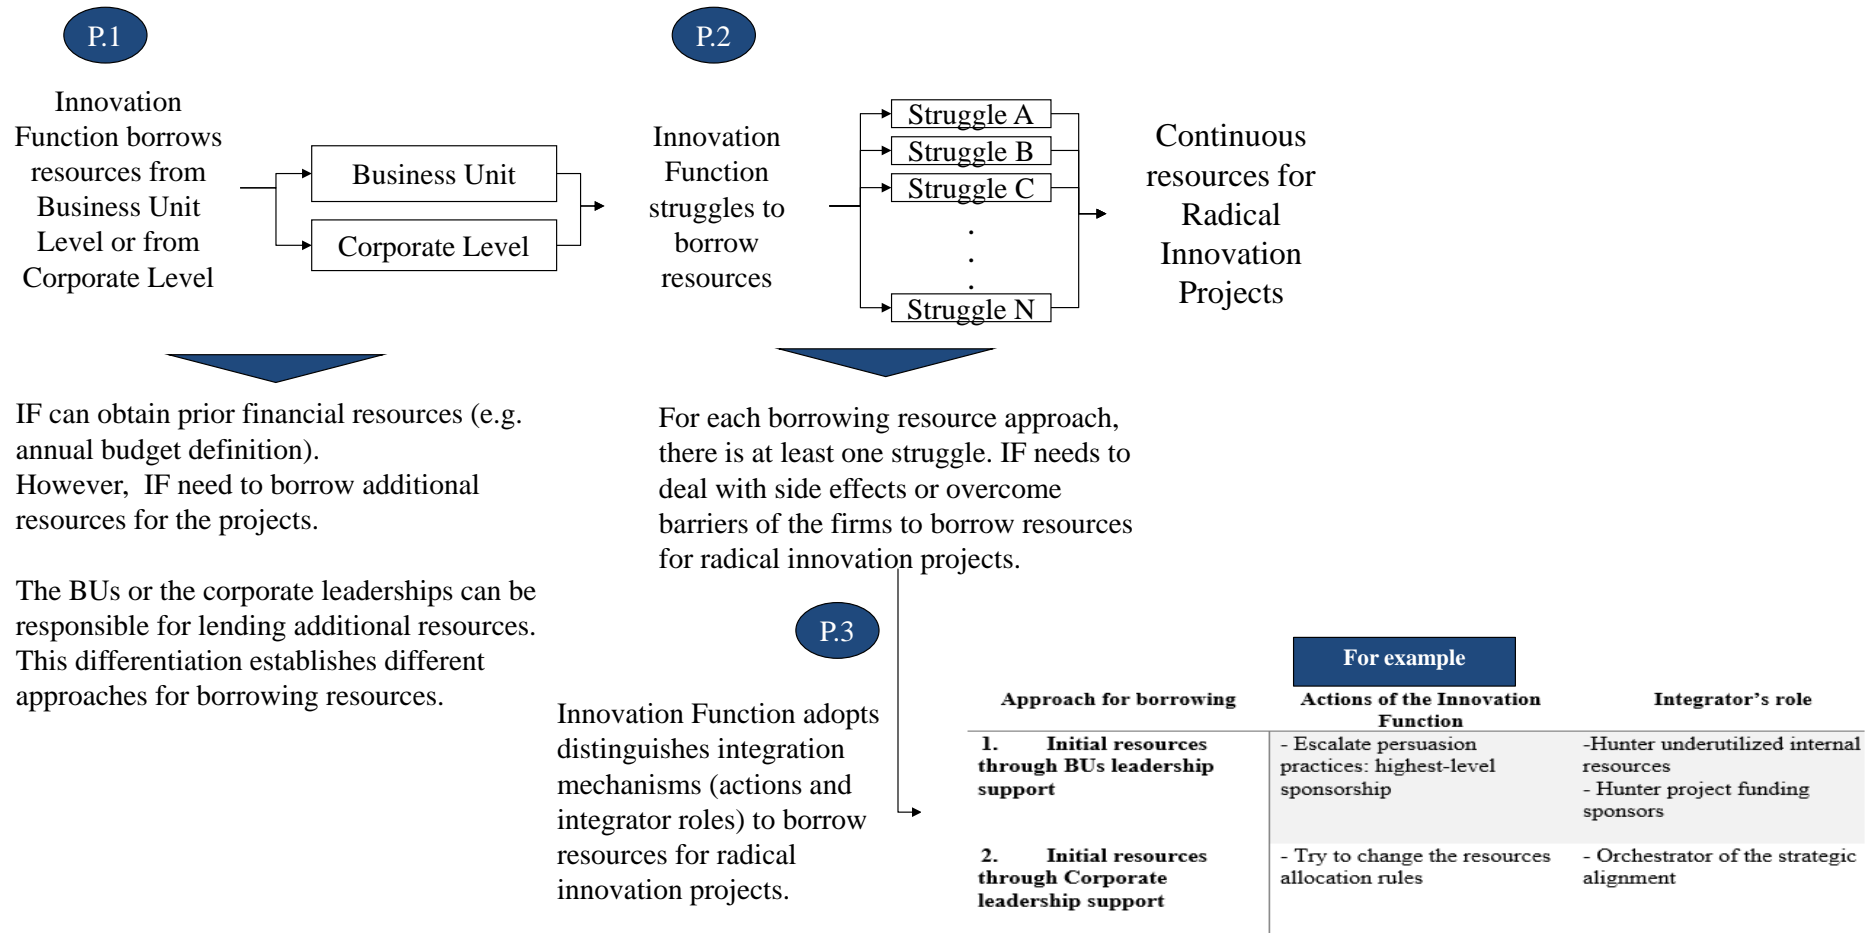 P.1
Innovation
Function borrows
resources from
Business Unit
Level or from
Corporate Level
Business Unit
Corporate Level
P.2
Innovation
Function
struggles to
borrow
resources
Struggle A
Struggle B
Struggle C
.
.
.
Struggle N
Continuous
resources for
Radical
Innovation
Projects
IF can obtain prior financial resources (e.g.
annual budget definition).
However, IF need to borrow additional
resources for the projects.
The BUs or the corporate leaderships can be
responsible for lending additional resources.
This differentiation establishes different
approaches for borrowing resources.
For each borrowing resource approach,
there is at least one struggle. IF needs to
deal with side effects or overcome
barriers of the firms to borrow resources
for radical innovation projects.
P.3
Innovation Function adopts
distinguishes integration
mechanisms (actions and
integrator roles) to borrow
resources for radical
innovation projects.
For example
Approach for borrowing
Actions of the Innovation
Function
Integrator's role
1. Initial resources
through BUs leadership
support
- Escalate persuasion
practices: highest-level
sponsorship
-Hunter underutilized internal
resources
- Hunter project funding
sponsors
2. Initial resources
through Corporate
leadership support
- Try to change the resources
allocation rules
- Orchestrator of the strategic
alignment